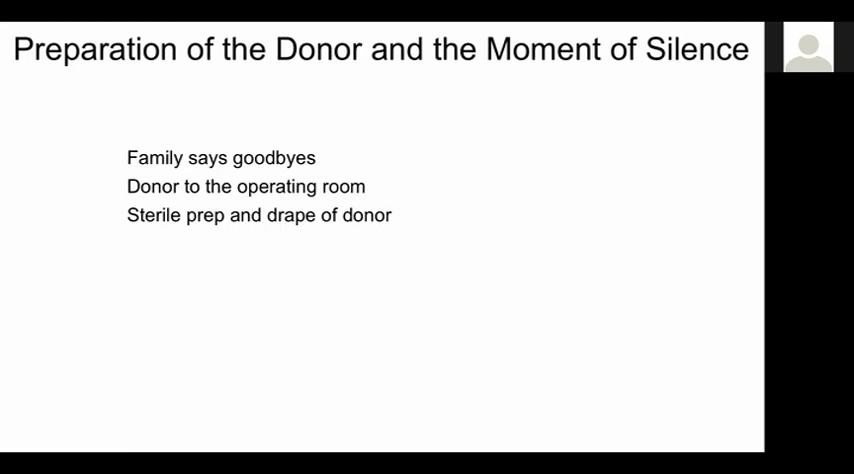 Preparation of the Donor and the Moment of Silence
Family says goodbyes
Donor to the operating room
Sterile prep and drape of donor